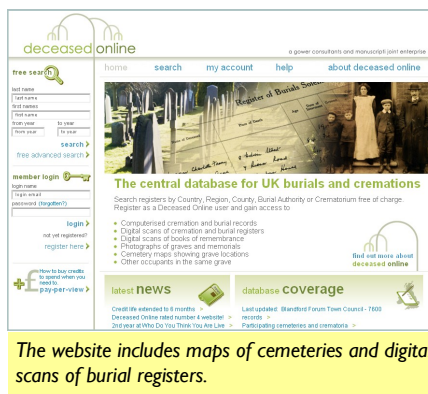 deceased online
a gower consultants and manuscripti joint enterprise
home search my account help about deceased online
free search
last name
last name
first names
first name
from year to year
from year to year
search
free advanced search
member login
login name
login email
password (forgotten?)
login
not yet registered?
register here
How to buy credits
to spend when you
need to.
pay-per-view
Register of Burials
The central database for UK burials and cremations
Search registers by Country, Region, County, Burial Authority or Crematorium free of charge.
Register as a Deceased Online user and gain access to
Computerised cremation and burial records
Digital scans of cremation and burial registers
Digital scans of books of remembrance
Photographs of graves and memorials
Cemetery maps showing grave locations
Other occupants in the same grave
find out more about
deceased online
latest news
Credit life extended to 6 months
Deceased Online rated number 4 website!
2nd year at Who Do You Think You Are Live
database coverage
Last updated: Blandford Forum Town Council - 7600
records
Participating cemeteries and crematoria
The website includes maps of cemeteries and digita
scans of burial registers.